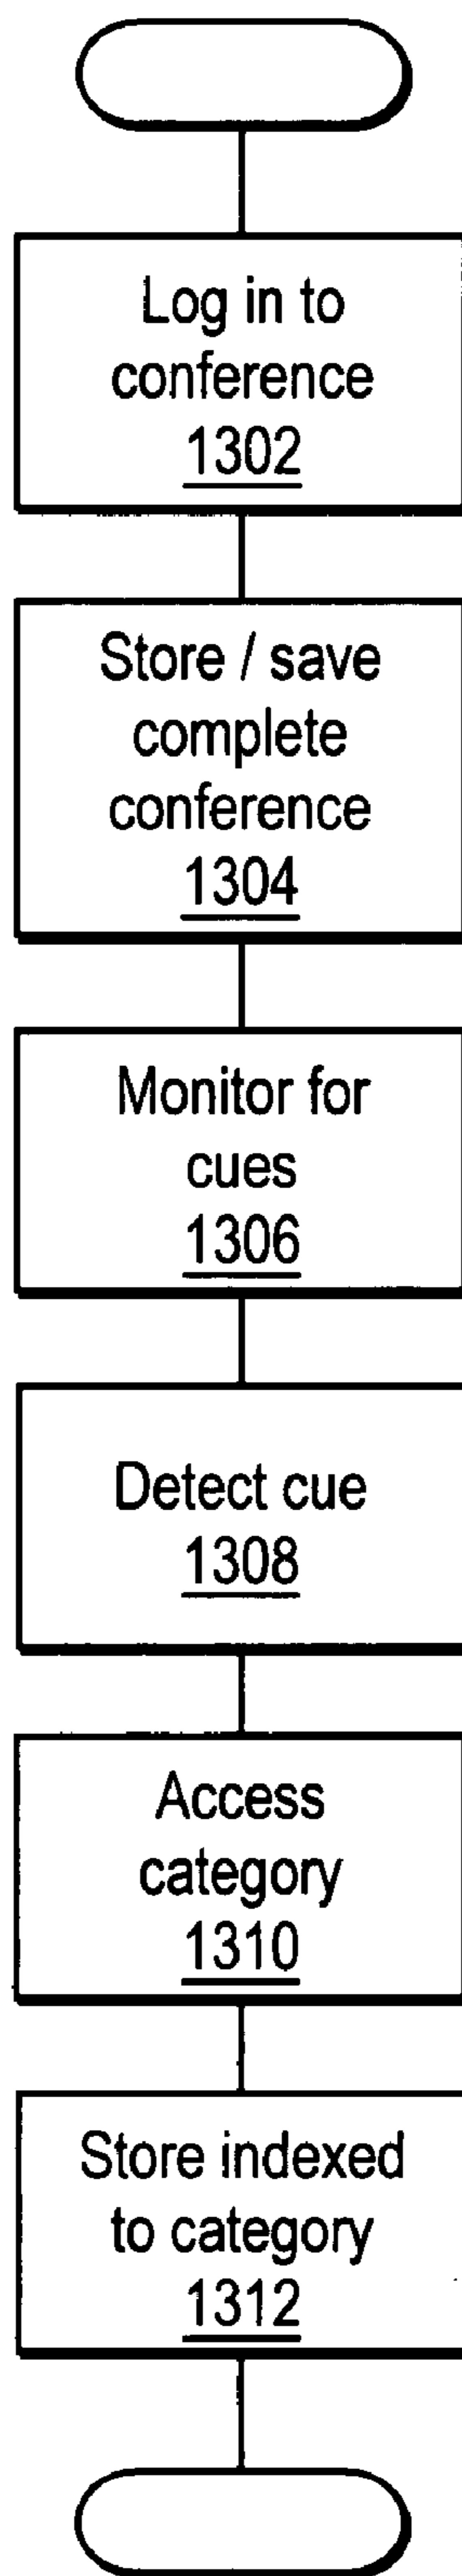 Log in to
conference
1302
Store / save
complete
conference
1304
Monitor for
cues
1306
Detect cue
1308
Access
category
1310
Store indexed
to category
1312